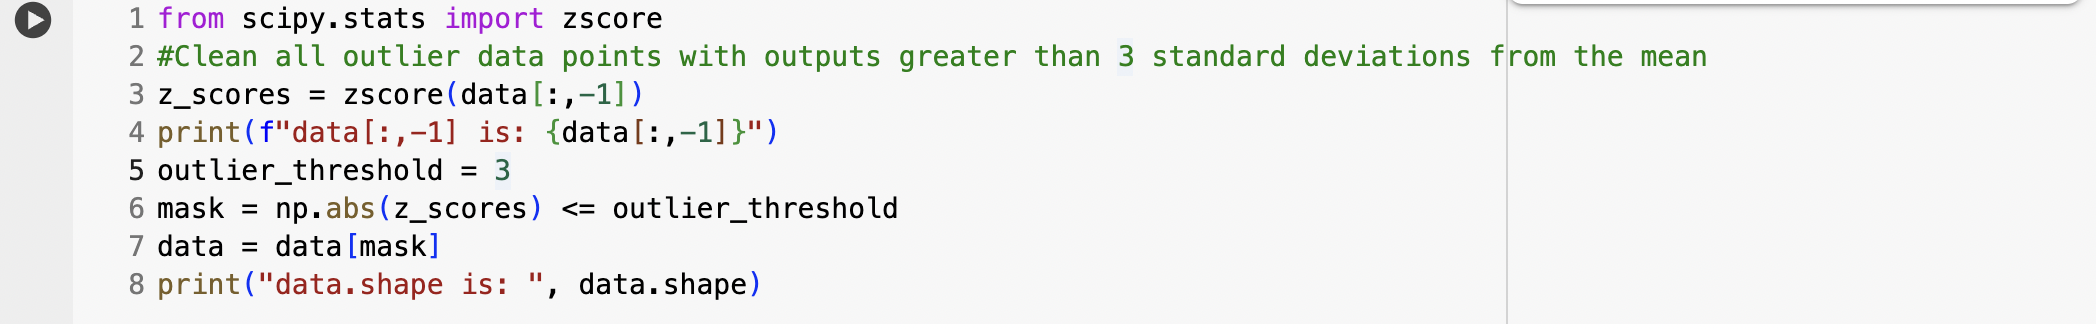 1 from scipy.stats import zscore
2 #Clean all outlier data points with outputs greater than 3 standard deviations from the mean
3 z_scores = zscore(data[:,-1])
4 print(f"data[:,-1] is: {data[:,-1]}")
5 outlier_threshold = 3
6 mask = np.abs(z_scores) <= outlier_threshold
7 data = data[mask]
8 print("data.shape is: ", data.shape)